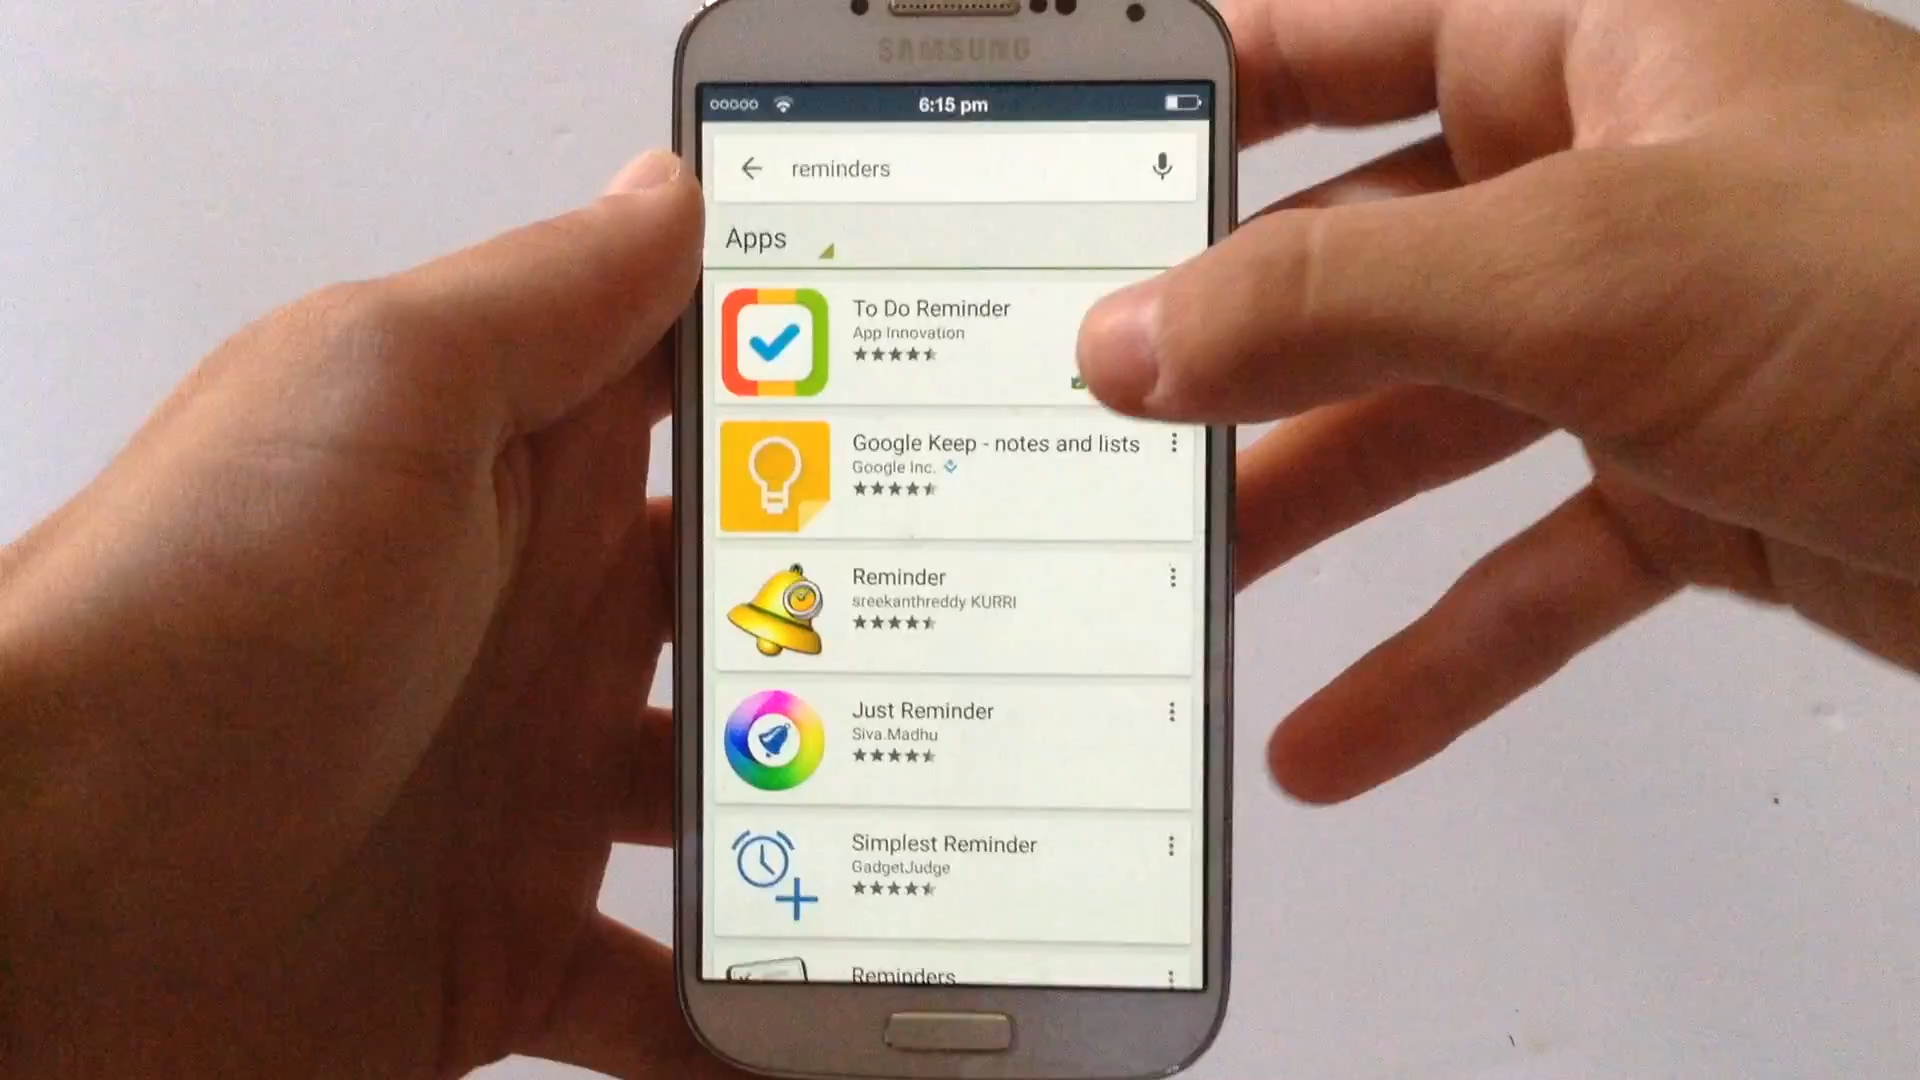 SAMSUNG
6:15 pm
reminders
Apps
To Do Reminder
App Innovation
Google Keep - notes and lists
Google Inc.
Reminder
sreekanthreddy KURRI
Just Reminder
Siva.Madhu
Simplest Reminder
GadgetJudge
Reminders